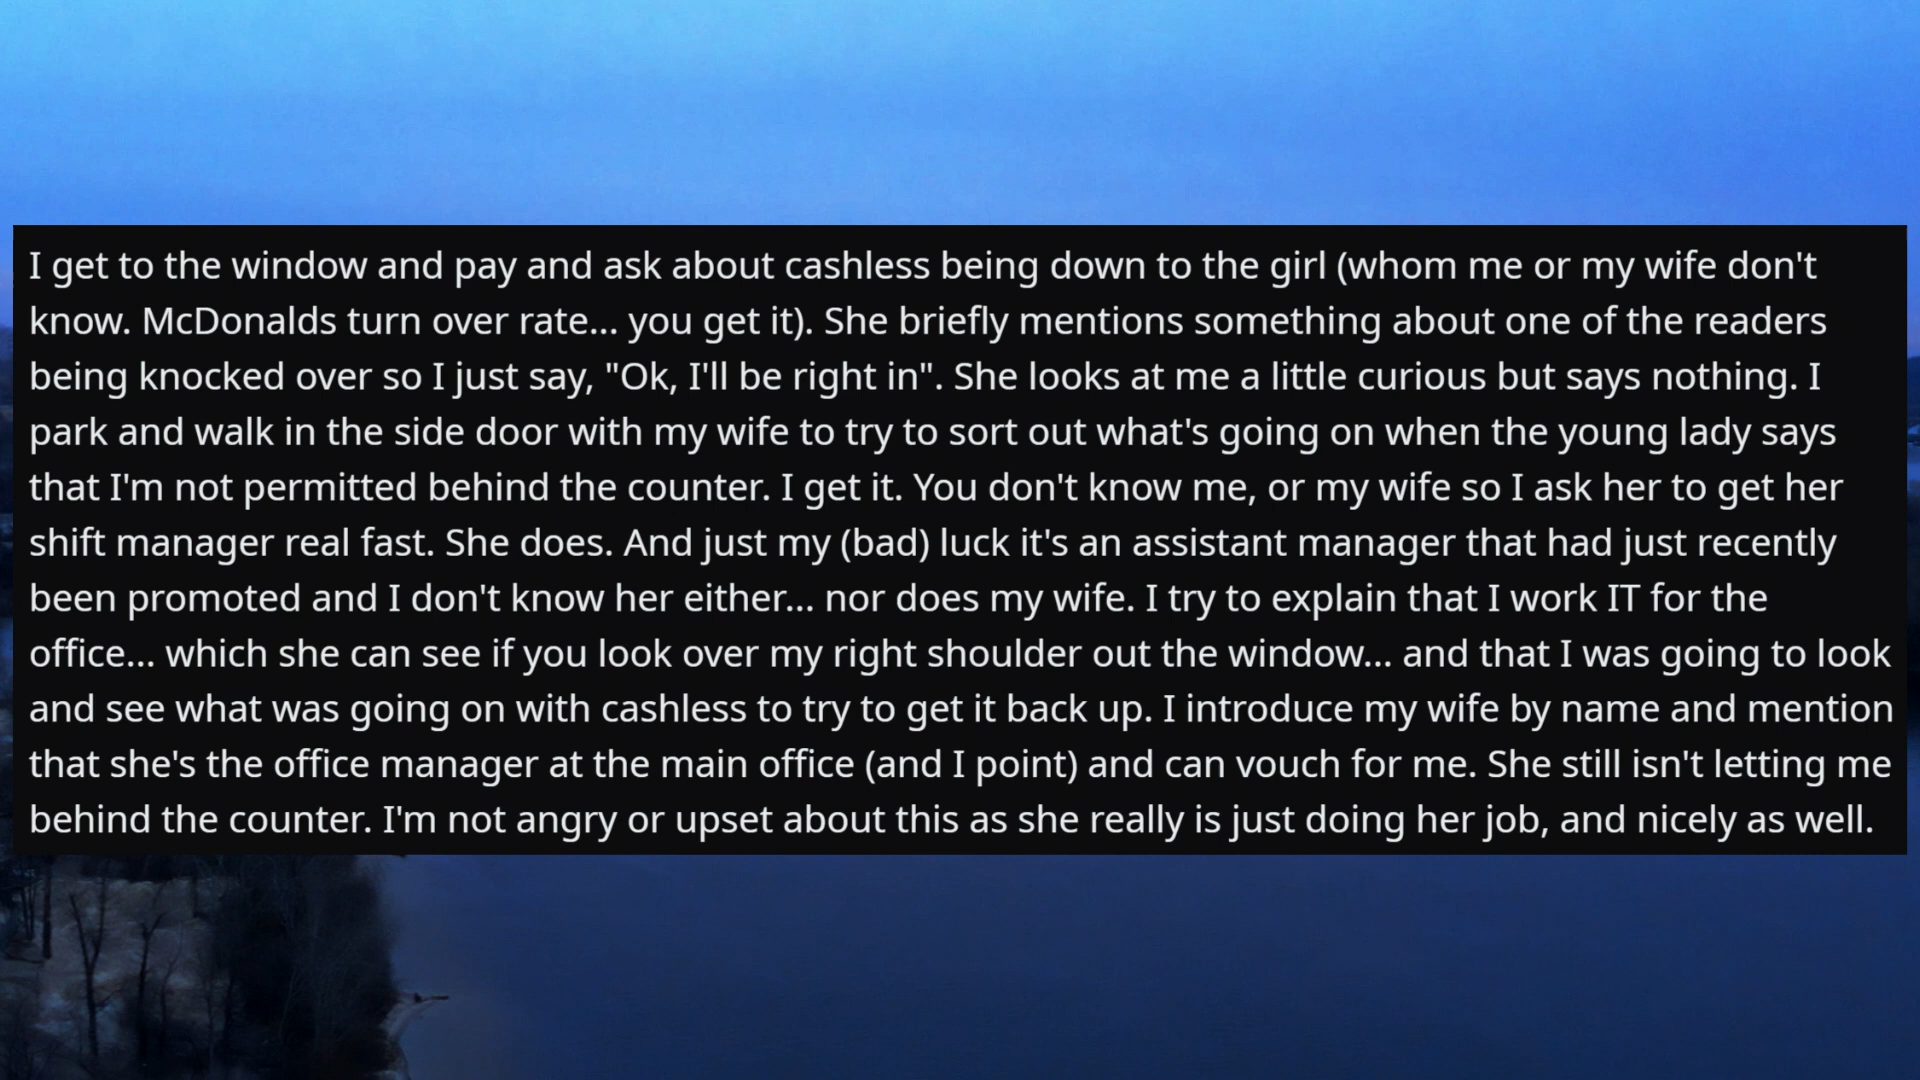 I get to the window and pay and ask about cashless being down to the girl (whom me or my wife don't
know. McDonalds turn over rate... you get it). She briefly mentions something about one of the readers
being knocked over so I just say, "Ok, I'll be right in". She looks at me a little curious but says nothing. I
park and walk in the side door with my wife to try to sort out what's going on when the young lady says
that I'm not permitted behind the counter. I get it. You don't know me, or my wife so I ask her to get her
shift manager real fast. She does. And just my (bad) luck it's an assistant manager that had just recently
been promoted and I don't know her either... nor does my wife. I try to explain that I work IT for the
office... which she can see if you look over my right shoulder out the window... and that I was going to look
and see what was going on with cashless to try to get it back up. I introduce my wife by name and mention
that she's the office manager at the main office (and I point) and can vouch for me. She still isn't letting me
behind the counter. I'm not angry or upset about this as she really is just doing her job, and nicely as well.